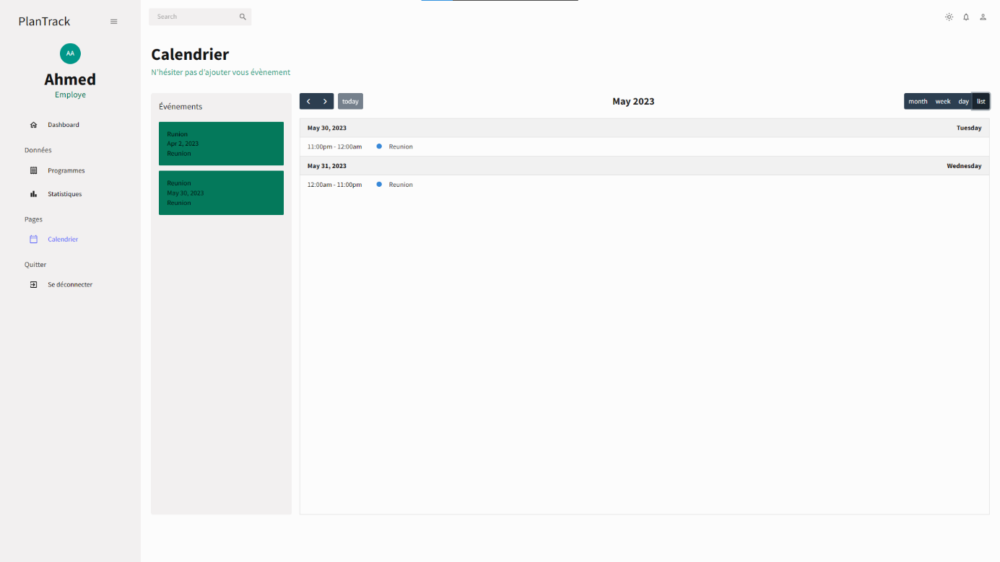 PlanTrack
AA
Ahmed
Employe
Dashboard
Données
Programmes
Statistiques
Pages
Calendrier
Quitter
Se déconnecter
Search
Calendrier
N'hésiter pas d'ajouter vous évènement
Événements
Runion
Apr 2, 2023
Reunion
Reunion
May 30, 2023
Reunion
today
May 2023
month week day list
May 30, 2023 Tuesday
11:00pm - 12:00am Reunion
May 31, 2023 Wednesday
12:00am - 11:00pm Reunion